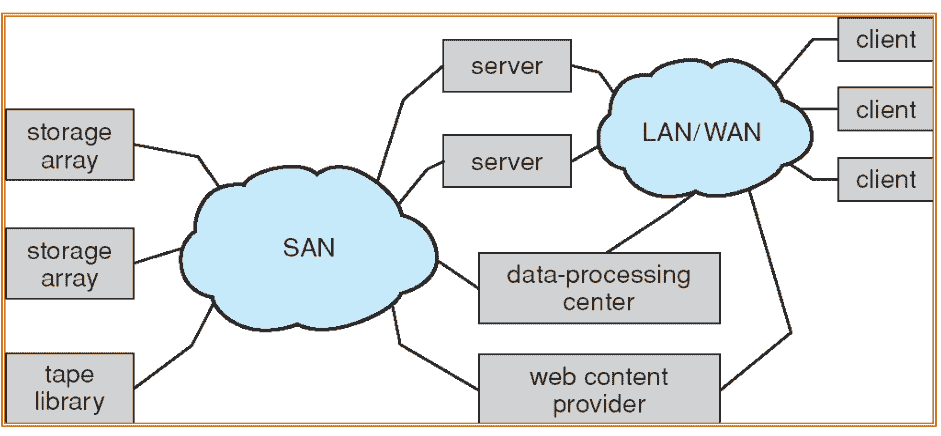 server
client
storage
array
LAN/WAN
client
server
client
storage
array
SAN
data-processing
center
tape
library
web content
provider